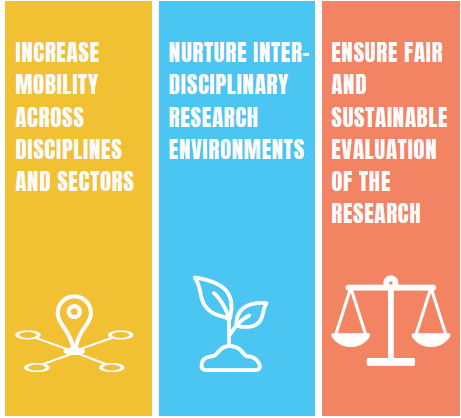 INCREASE
MOBILITY
ACROSS
DISCIPLINES
AND SECTORS
NURTURE INTER-
DISCIPLINARY
RESEARCH
ENVIRONMENTS
ENSURE FAIR
AND
SUSTAINABLE
EVALUATION
OF THE
RESEARCH